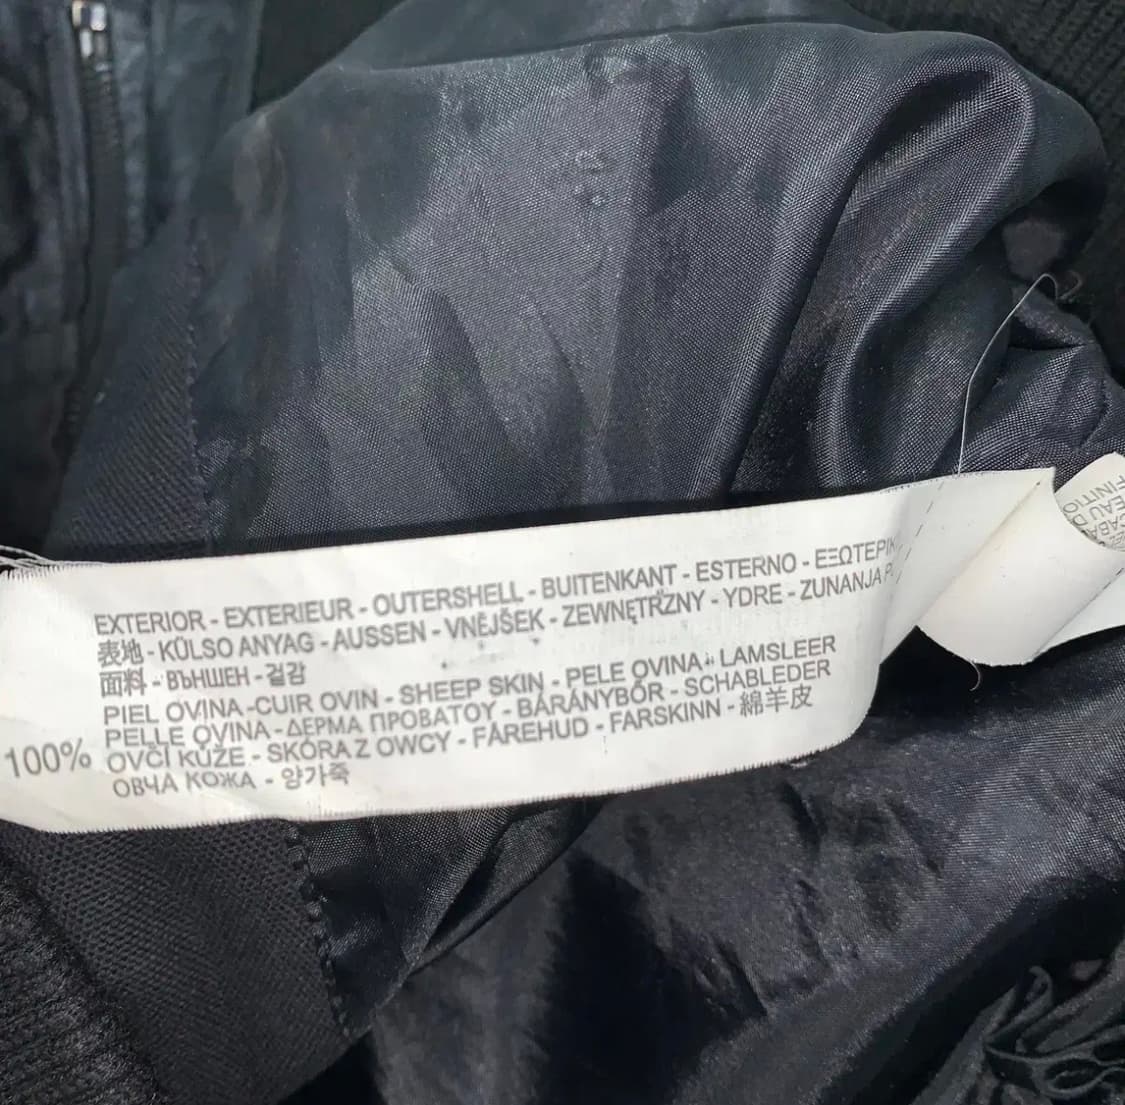 EXTERIOR - EXTERIEUR - OUTERSHELL - BUITENKANT - ESTERNO - ΕΞΩΤΕΡΙΚ
表地 - KÜLSO ANYAG - AUSSEN - VNĚJŠEK - ZEWNĘTŘZNY - YDRE - ZUNANJA
面料 - ВЪНШЕН - 겉감
PIEL OVINA -CUIR OVIN - SHEEP SKIN - PELE OVINA - LAMSLEER
PELLE OVINA - ΔΕΡΜΑ ΠΡΟΒΑΤΟΥ - BÁRÁNYBŐR - SCHABLEDER
100% OVČÍ KŮŽE - SKÓRA Z OWCY - FÅREHUD - FARSKINN - 綿羊皮
ОВЧА КОЖА - 양가죽